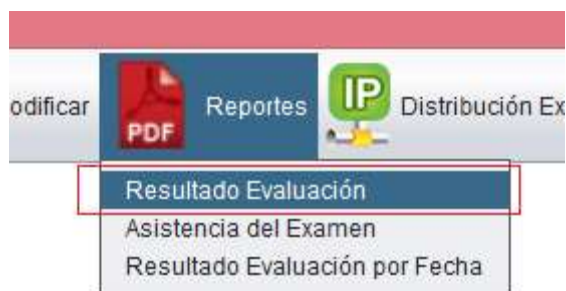 odificar Reportes Distribución Ex
PDF IP
Resultado Evaluación
Asistencia del Examen
Resultado Evaluación por Fecha